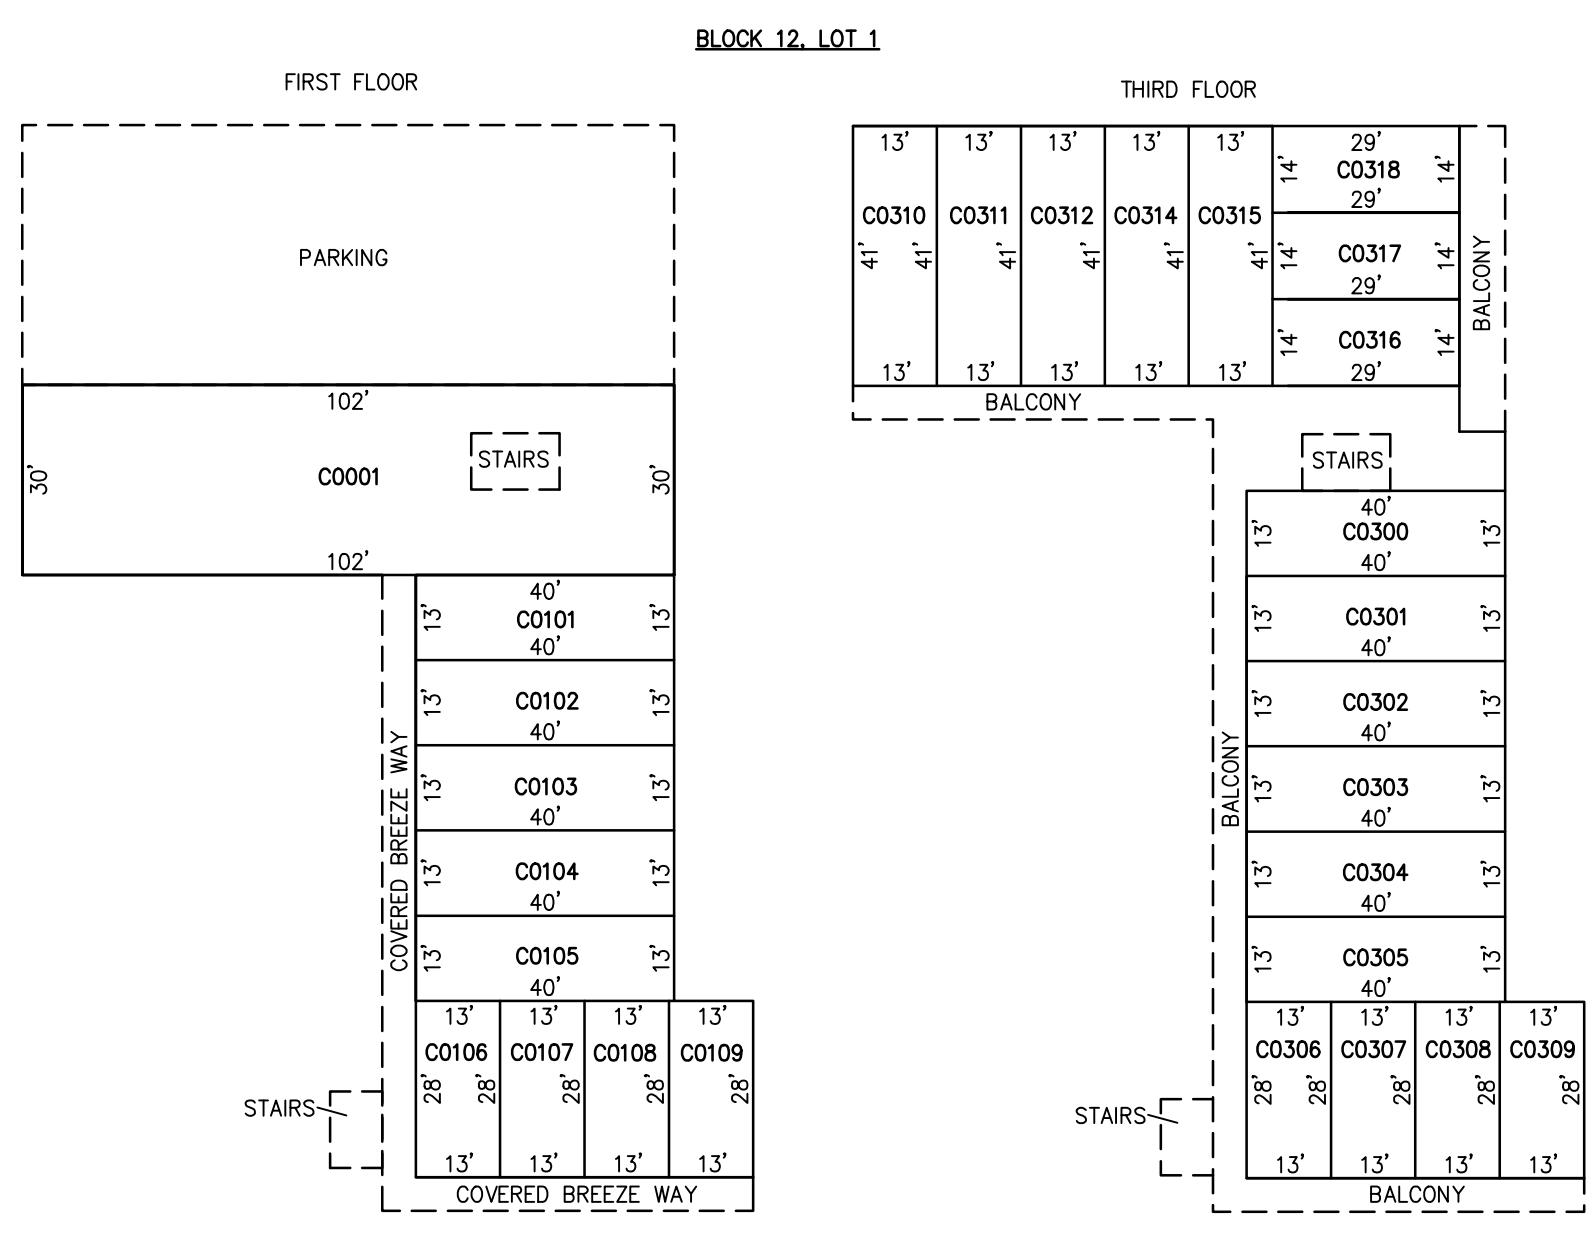 BLOCK 12, LOT 1
FIRST FLOOR
PARKING
102'
STAIRS
30'
C0001
30'
102'
40'
13'
C0101
13'
40'
13'
C0102
13'
40'
13'
C0103
13'
40'
13'
C0104
13'
40'
13'
C0105
13'
40'
COVERED BREEZE WAY
13'
13'
13'
13'
C0106
C0107
C0108
C0109
28'
28'
28'
28'
28'
STAIRS
13'
13'
13'
13'
COVERED BREEZE WAY
THIRD FLOOR
13'
13'
13'
13'
13'
C0310
C0311
C0312
C0314
C0315
41'
41'
41'
41'
41'
41'
13'
13'
13'
13'
13'
BALCONY
29'
14'
C0318
14'
29'
14'
C0317
14'
29'
14'
C0316
14'
29'
BALCONY
STAIRS
40'
13'
C0300
13'
40'
13'
C0301
13'
40'
13'
C0302
13'
40'
13'
C0303
13'
40'
13'
C0304
13'
40'
13'
C0305
13'
40'
BALCONY
13'
13'
13'
13'
C0306
C0307
C0308
C0309
28'
28'
28'
28'
28'
STAIRS
13'
13'
13'
13'
BALCONY